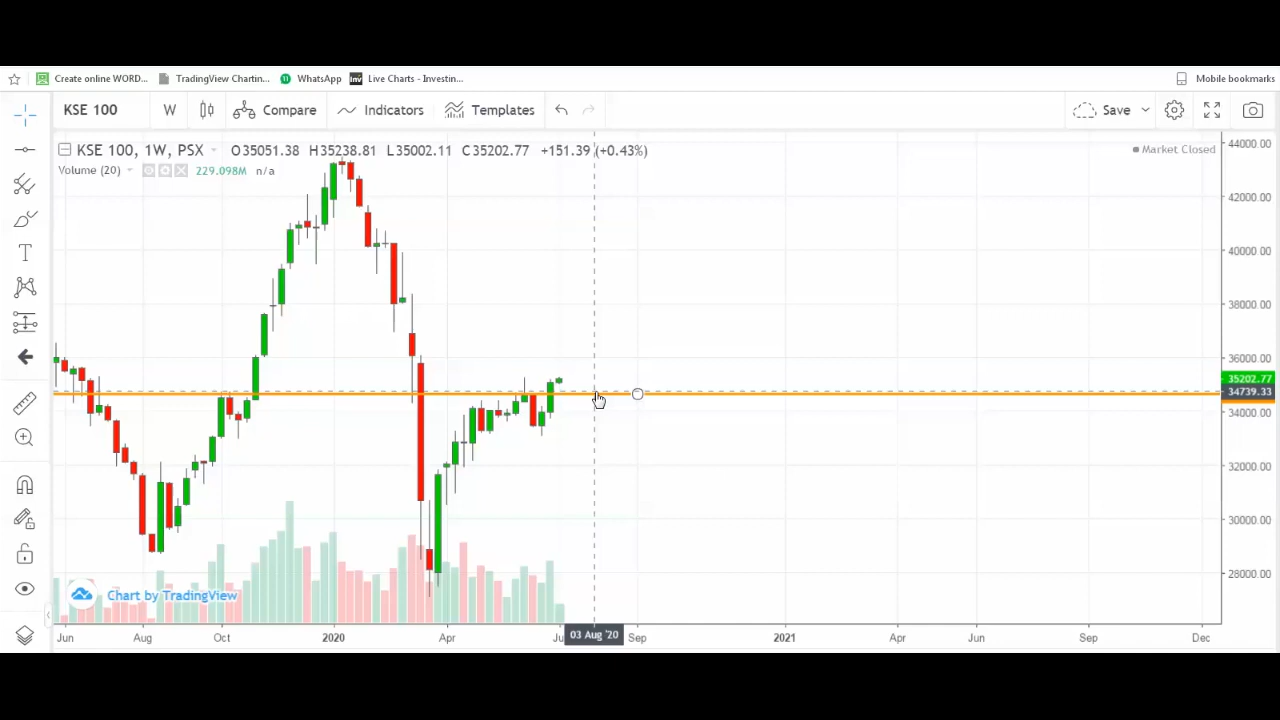 Create online WORD... TradingView Chartin... WhatsApp Live Charts - Investin... Mobile bookmarks
KSE 100 W Compare Indicators Templates Save
KSE 100, 1W, PSX O35051.38 H35238.81 L35002.11 C35202.77 +151.39 (+0.43%) Market Closed
Volume (20) 229.098M n/a
44000.00
42000.00
40000.00
38000.00
36000.00
35202.77
34739.33
34000.00
32000.00
30000.00
28000.00
Chart by TradingView
Jun Aug Oct 2020 Apr Ju 03 Aug '20 Sep 2021 Apr Jun Sep Dec